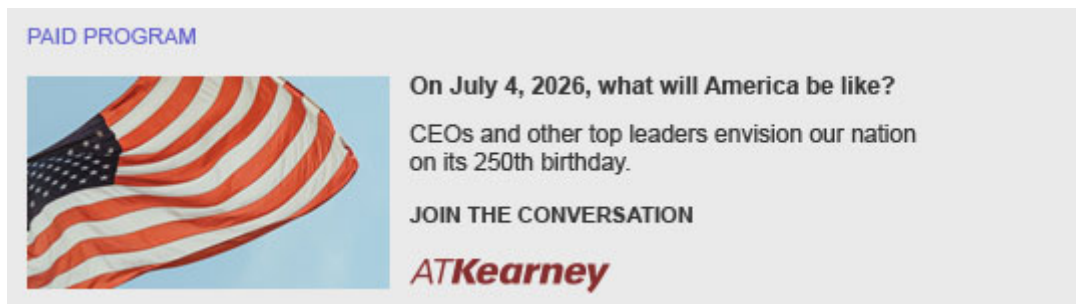 PAID PROGRAM
On July 4, 2026, what will America be like?
CEOs and other top leaders envision our nation
on its 250th birthday.
JOIN THE CONVERSATION
ATKearney